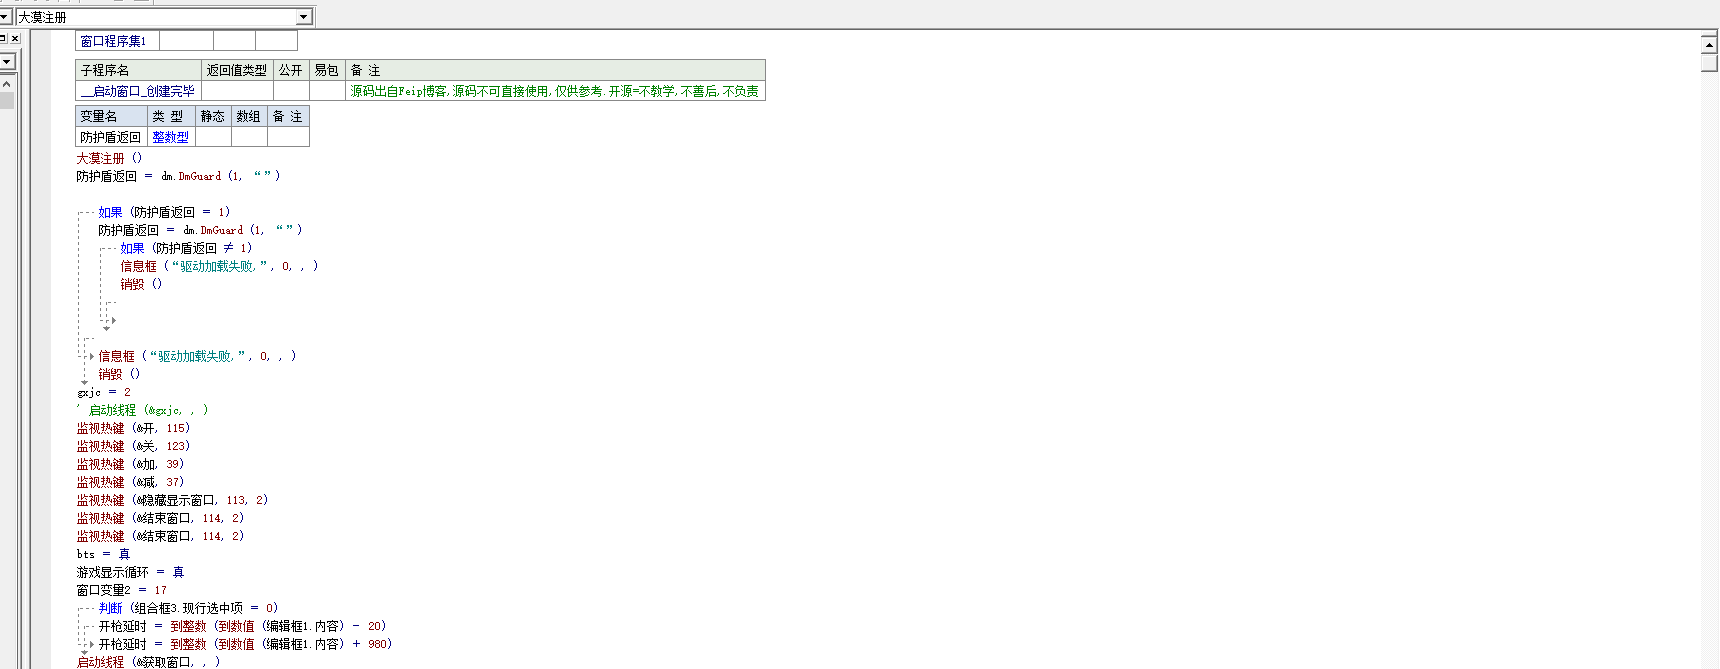 大漠注册
窗口程序集1
子程序名 返回值类型 公开 易包 备 注
__启动窗口_创建完毕 源码出自Feip博客,源码不可直接使用,仅供参考.开源=不教学,不善后,不负责
变量名 类 型 静态 数组 备 注
防护盾返回 整数型
大漠注册 ()
防护盾返回 = dm.DmGuard (1, “”)
如果 (防护盾返回 = 1)
防护盾返回 = dm.DmGuard (1, “”)
如果 (防护盾返回 ≠ 1)
信息框 (“驱动加载失败,”, 0, , )
销毁 ()
信息框 (“驱动加载失败,”, 0, , )
销毁 ()
gxjc = 2
' 启动线程 (&gxjc, , )
监视热键 (&开, 115)
监视热键 (&关, 123)
监视热键 (&加, 39)
监视热键 (&减, 37)
监视热键 (&隐藏显示窗口, 113, 2)
监视热键 (&结束窗口, 114, 2)
监视热键 (&结束窗口, 114, 2)
bts = 真
游戏显示循环 = 真
窗口变量2 = 17
判断 (组合框3.现行选中项 = 0)
开枪延时 = 到整数 (到数值 (编辑框1.内容) － 20)
开枪延时 = 到整数 (到数值 (编辑框1.内容) ＋ 980)
启动线程 (&获取窗口, , )